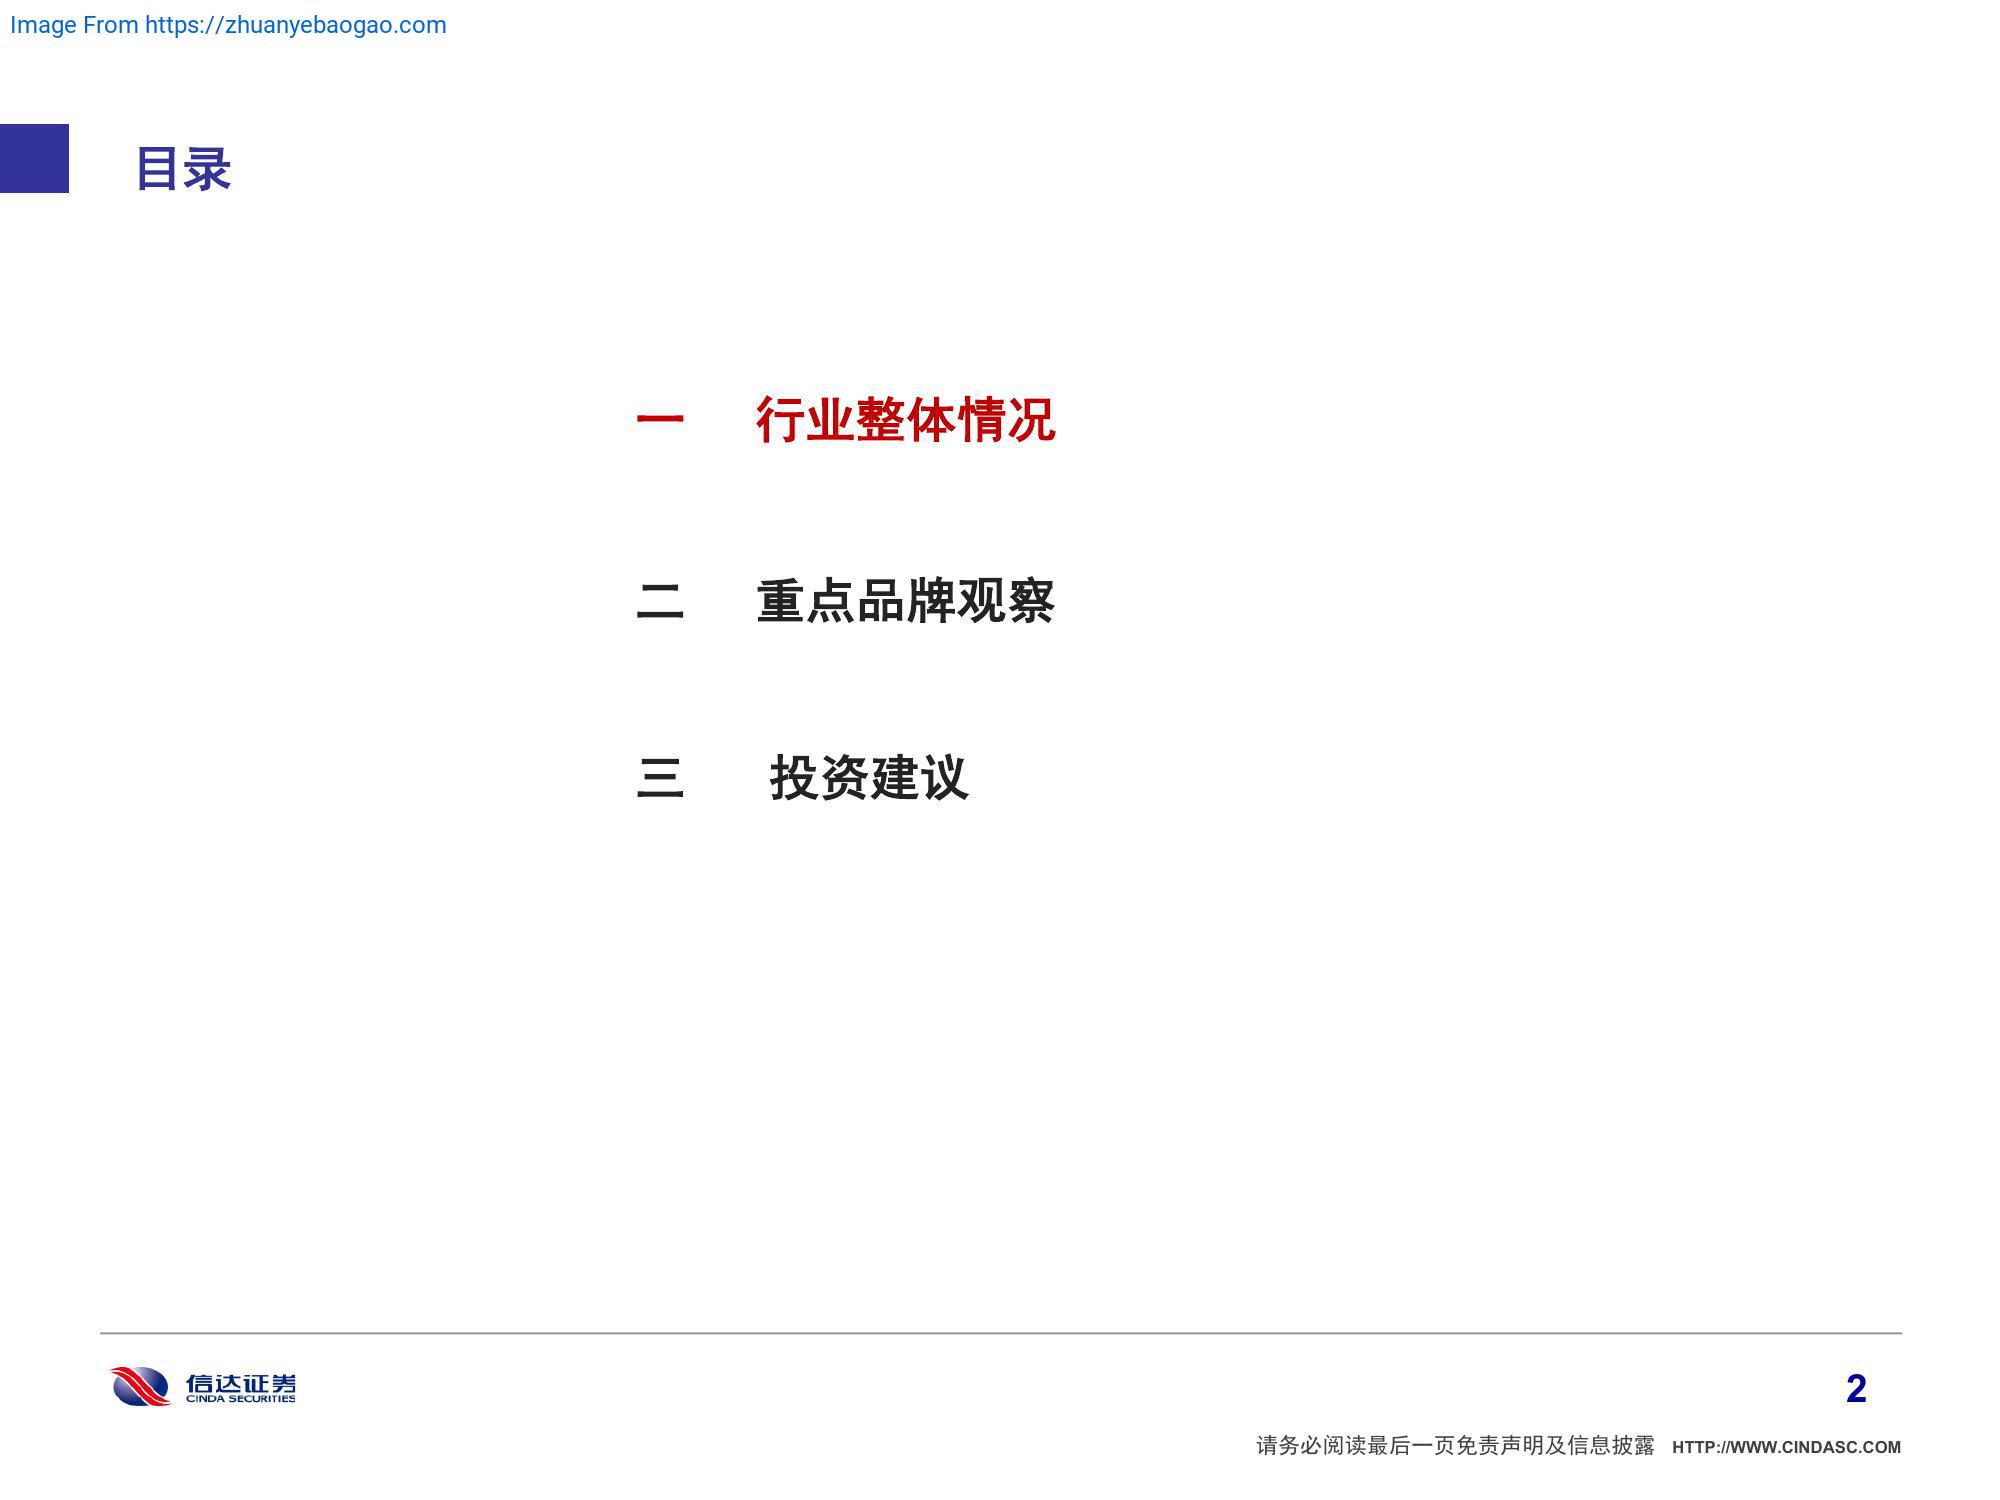 Image From https://zhuanyebaogao.com
目录
一 行业整体情况
二 重点品牌观察
三 投资建议
信达证券
CINDA SECURITIES
2
请务必阅读最后一页免责声明及信息披露 HTTP://WWW.CINDASC.COM